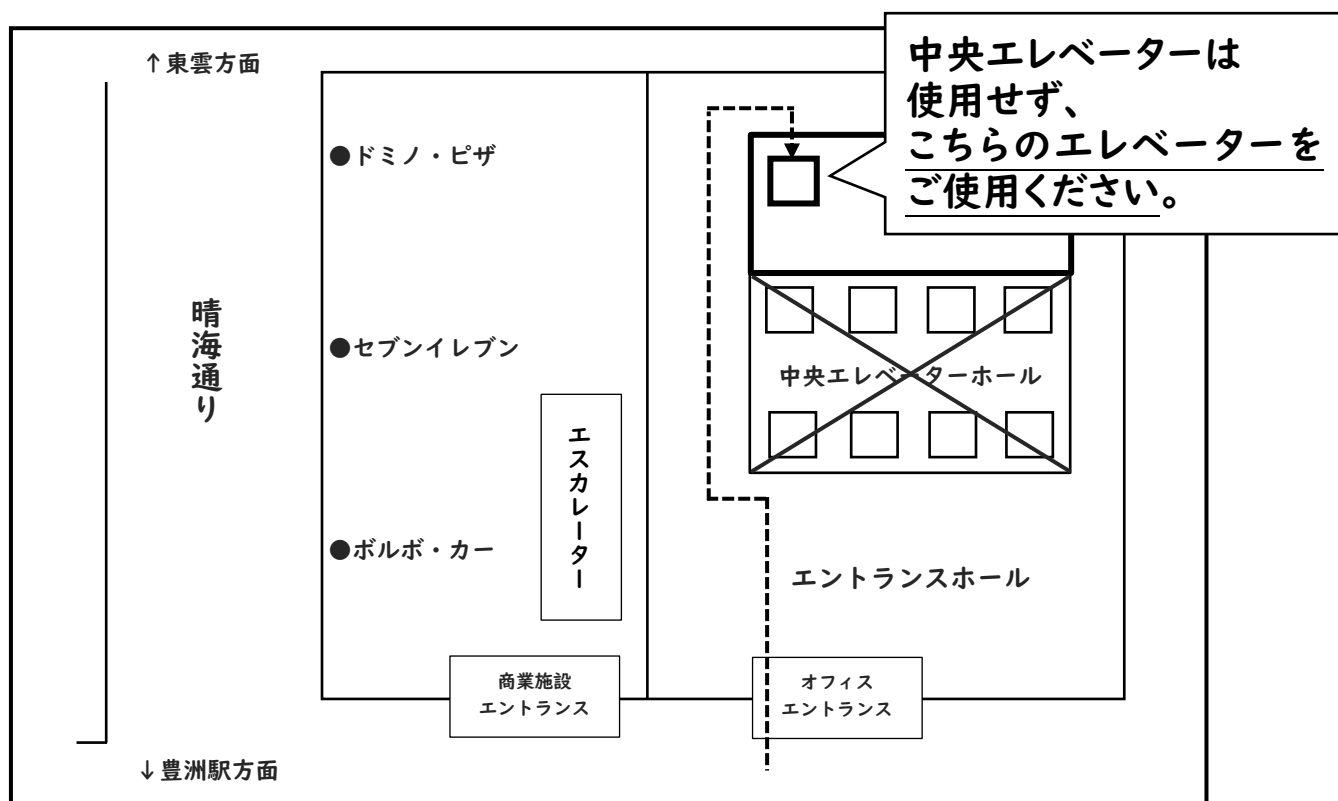 ↑東雲方面
中央エレベーターは
使用せず、
こちらのエレベーターを
ご使用ください。
●ドミノ・ピザ
晴海通り
●セブンイレブン
中央エレベーターホール
エスカレーター
●ボルボ・カー
エントランスホール
商業施設
エントランス
オフィス
エントランス
↓豊洲駅方面